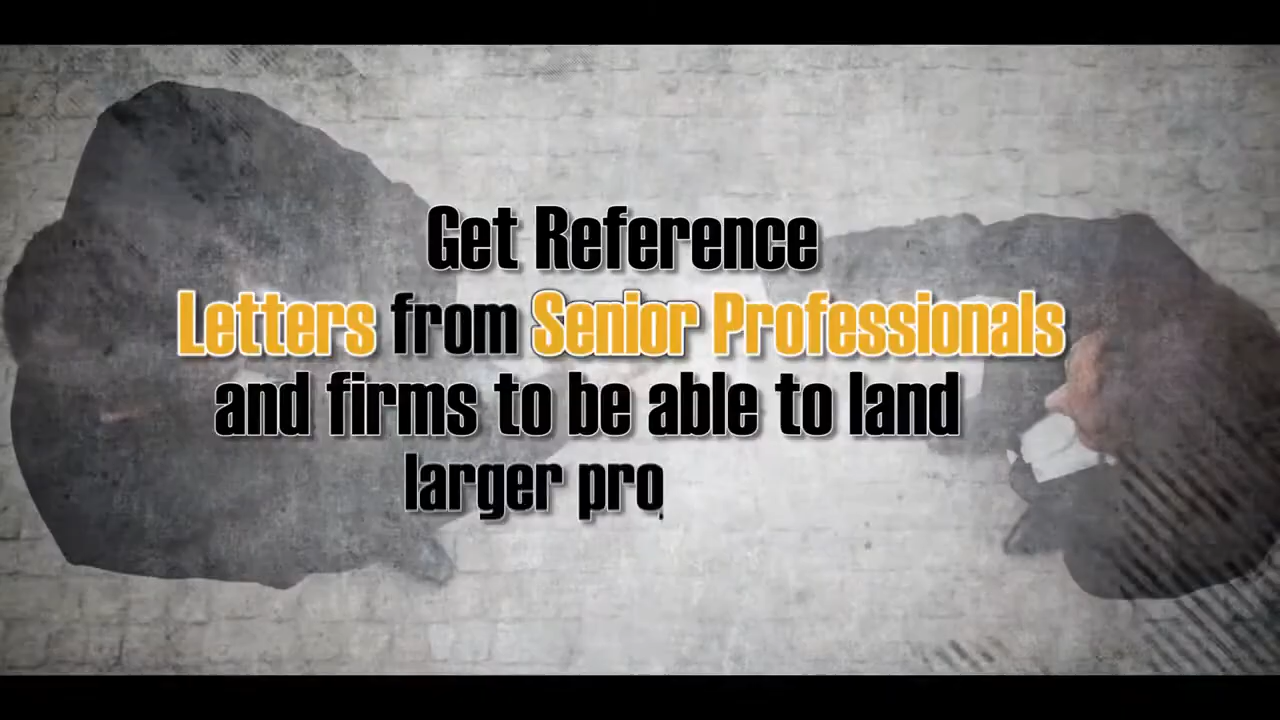 Get Reference
Letters from Senior Professionals
and firms to be able to land
larger pro